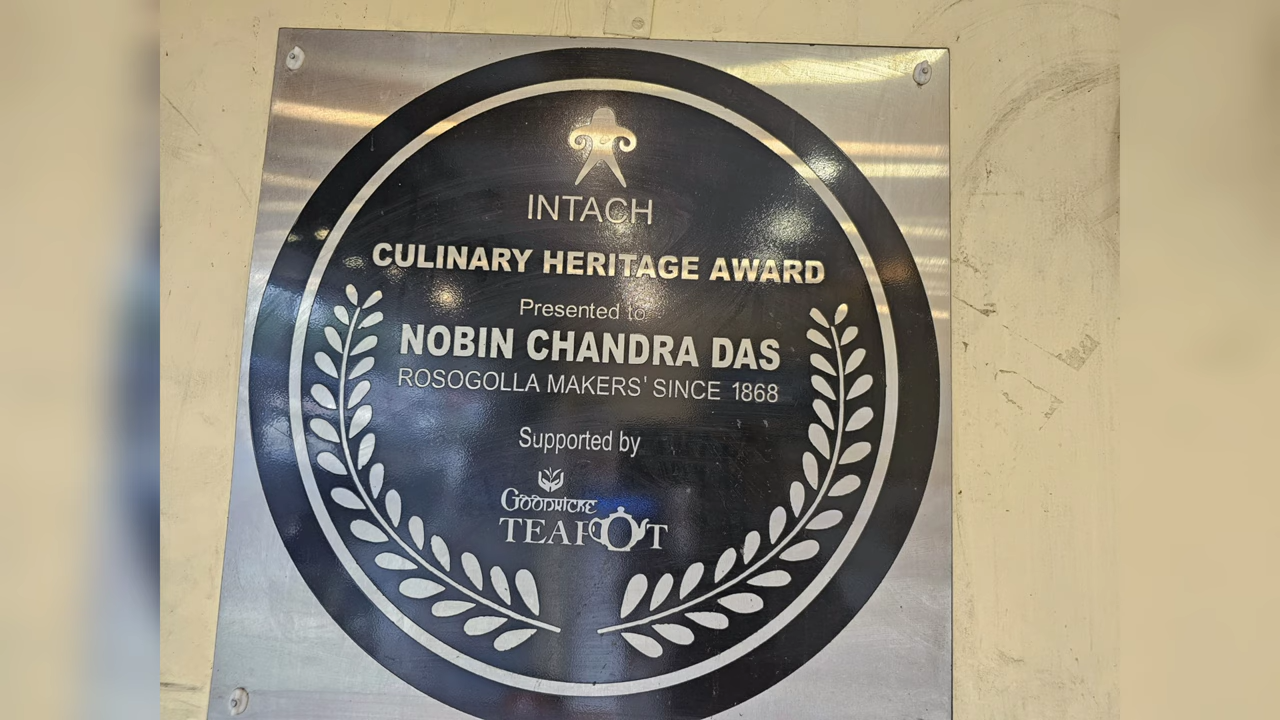 INTACH
CULINARY HERITAGE AWARD
Presented to
NOBIN CHANDRA DAS
ROSOGOLLA MAKERS' SINCE 1868
Supported by
GOODRICKE
TEAPOT